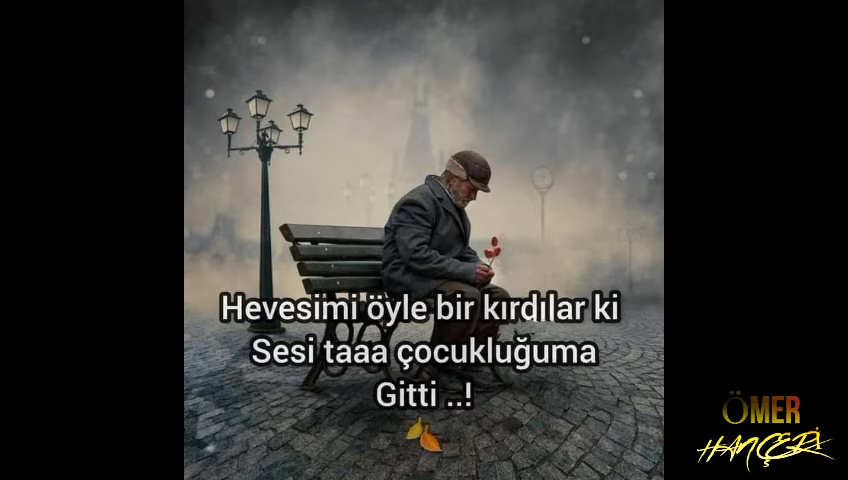 Hevesimi öyle bir kırdılar ki
Sesi taaa çocukluğuma
Gitti ..!
ÖMER
HANÇERİ